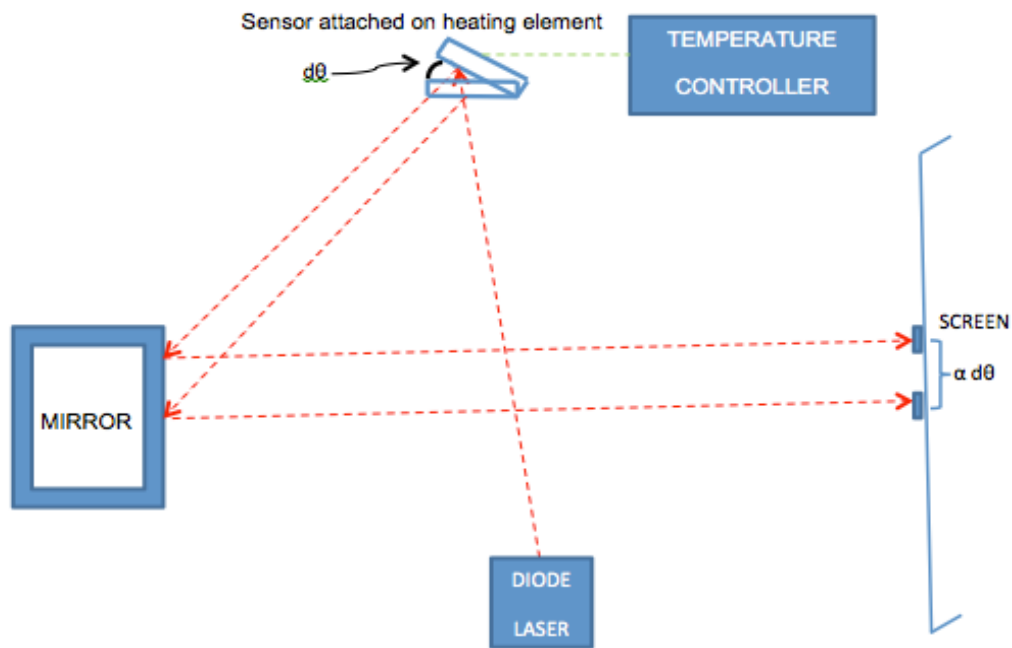 Sensor attached on heating element
TEMPERATURE
CONTROLLER
dθ
SCREEN
α dθ
MIRROR
DIODE
LASER